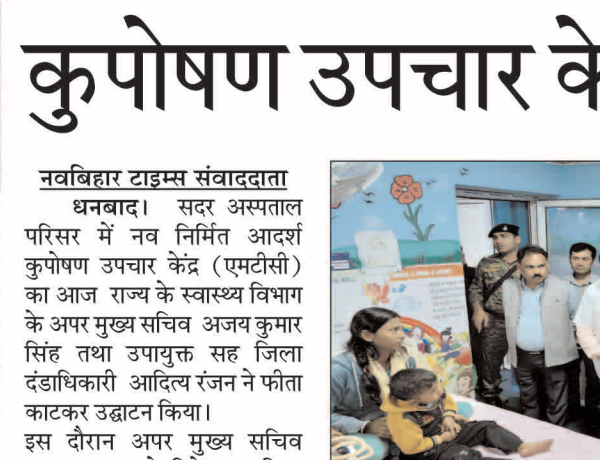 कुपोषण उपचार के
नवबिहार टाइम्स संवाददाता
धनबाद। सदर अस्पताल
परिसर में नव निर्मित आदर्श
कुपोषण उपचार केंद्र (एमटीसी)
का आज राज्य के स्वास्थ्य विभाग
के अपर मुख्य सचिव अजय कुमार
सिंह तथा उपायुक्त सह जिला
दंडाधिकारी आदित्य रंजन ने फीता
काटकर उद्घाटन किया।
इस दौरान अपर मुख्य सचिव